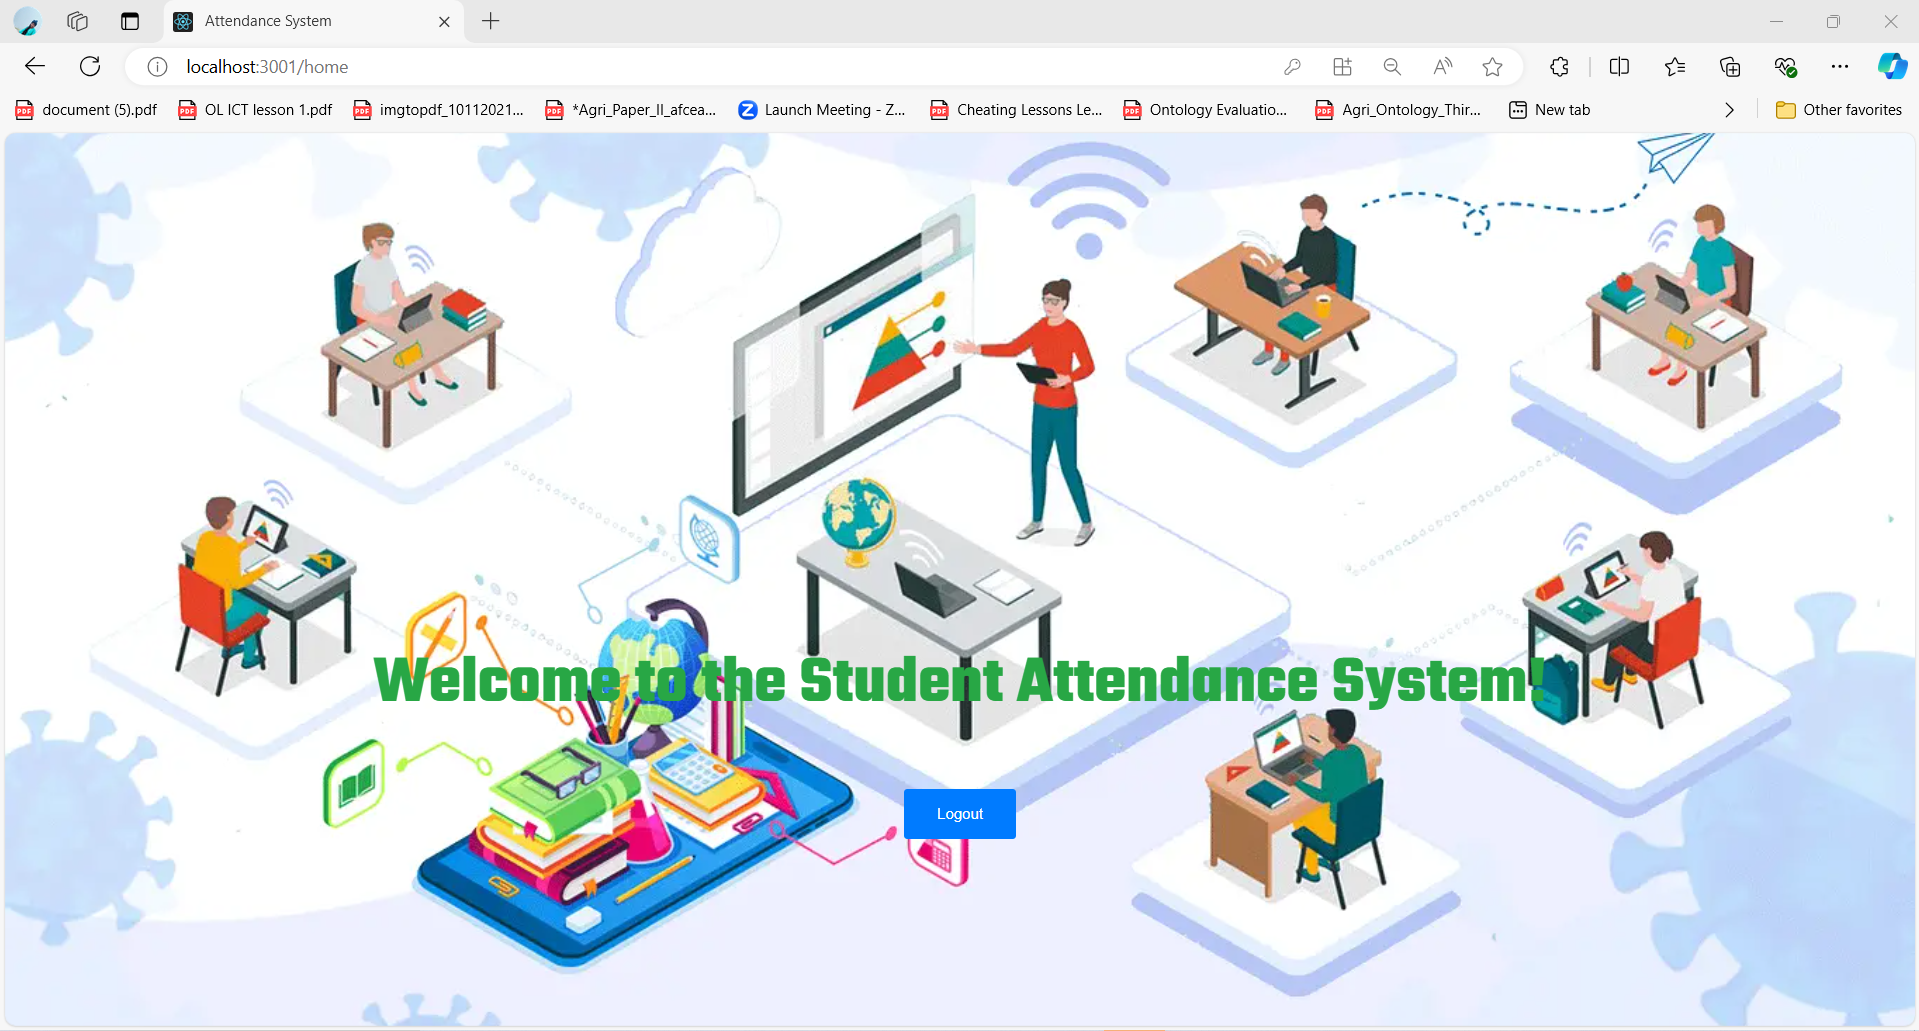 Attendance System
localhost:3001/home
document (5).pdf
OL ICT lesson 1.pdf
imgtopdf_10112021...
*Agri_Paper_II_afcea...
Launch Meeting - Z...
Cheating Lessons Le...
Ontology Evaluatio...
Agri_Ontology_Thir...
New tab
Other favorites
Welcome to the Student Attendance System!
Logout